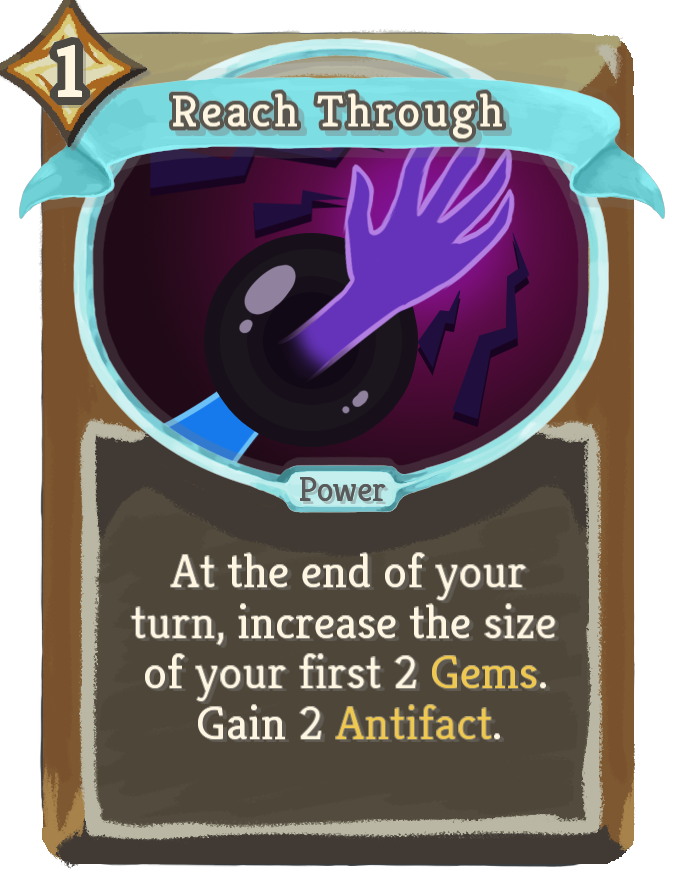 1
Reach Through
Power
At the end of your
turn, increase the size
of your first 2 Gems.
Gain 2 Antifact.